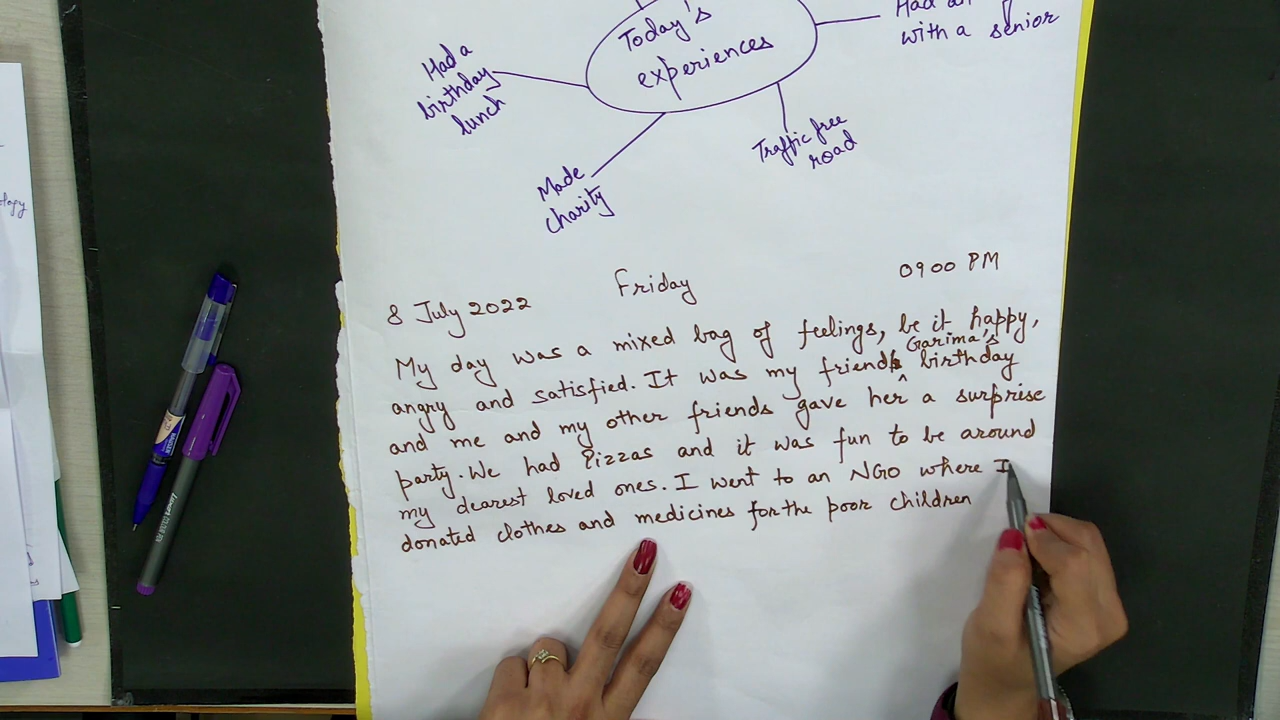 Today's
experiences
Had a
birthday
lunch
Made
charity
Traffic free
road
Had an
with a senior
8 July 2022 Friday 0900 PM
My day was a mixed bag of feelings, be it happy,
angry and satisfied. It was my friend Garima's birthday
and me and my other friends gave her a surprise
party. We had Pizzas and it was fun to be around
my dearest loved ones. I went to an NGO where I
donated clothes and medicines for the poor children